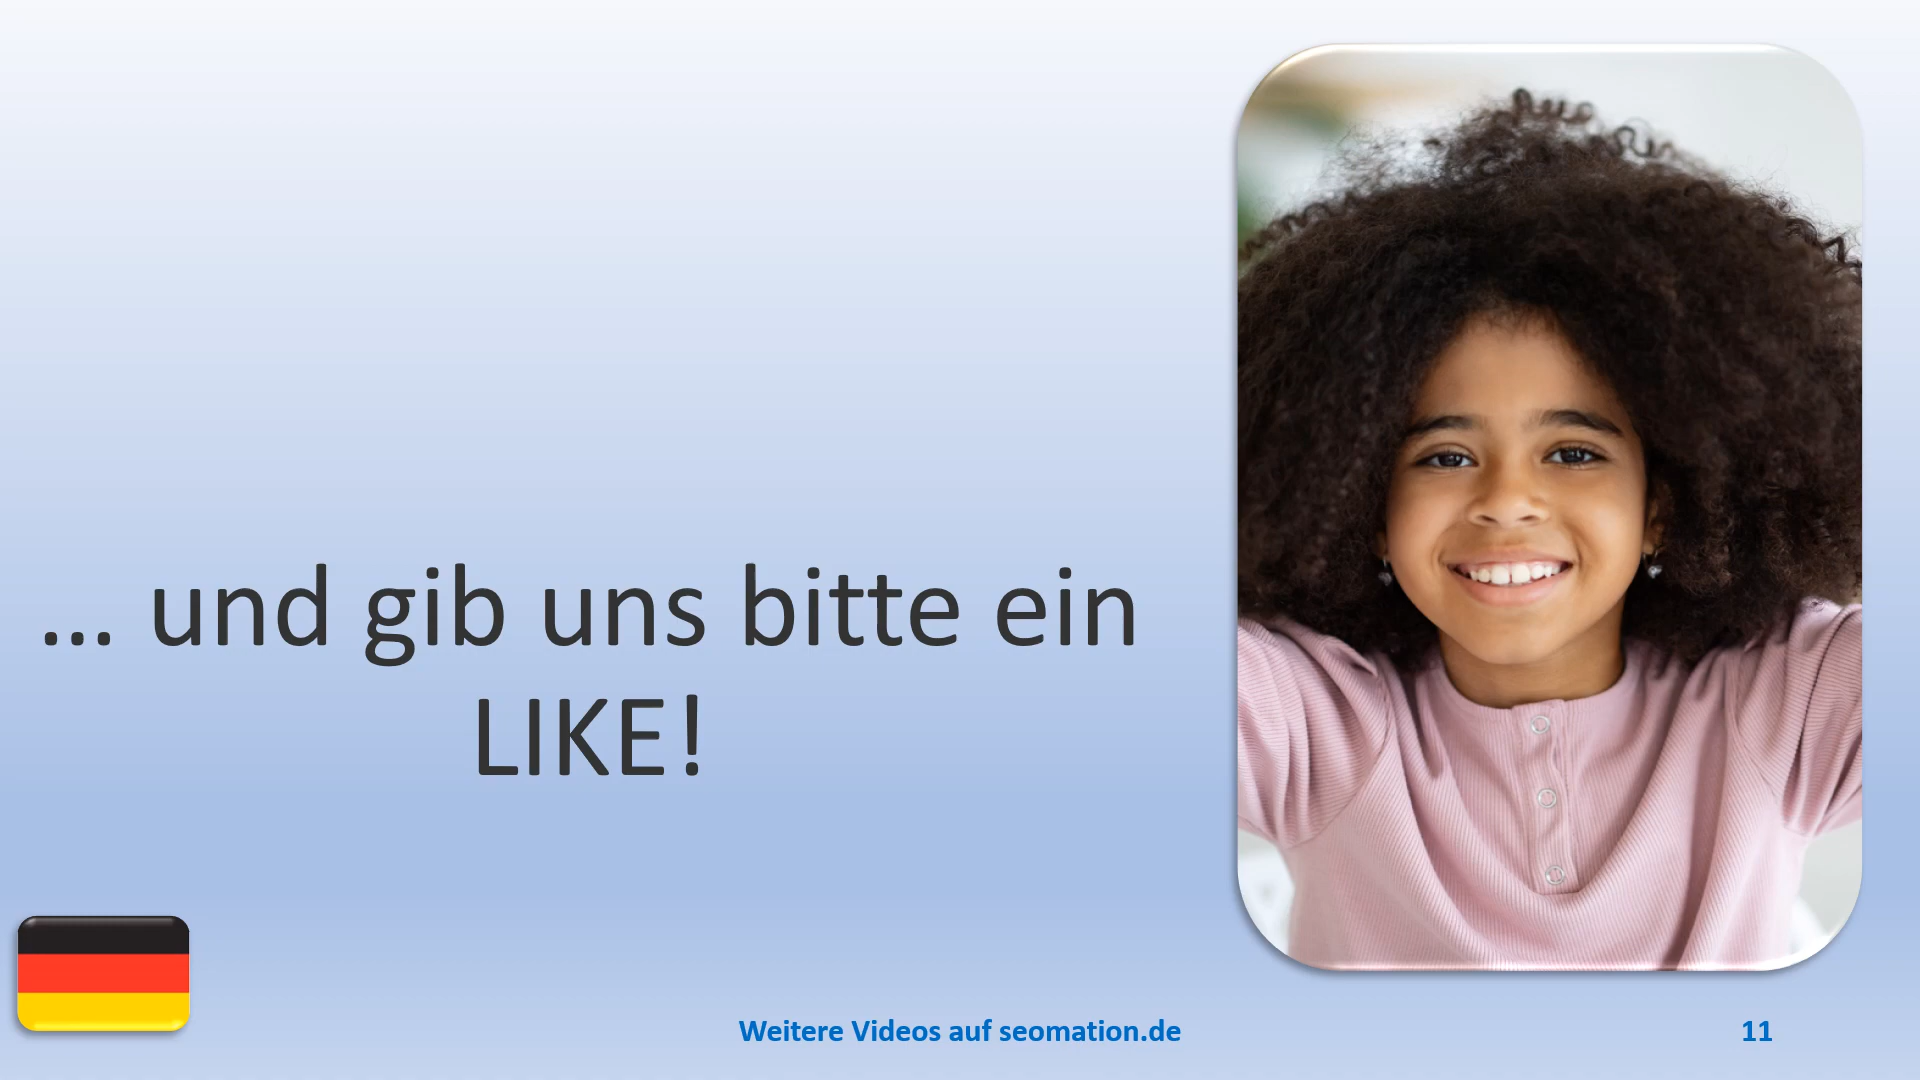 ... und gib uns bitte ein
LIKE!
Weitere Videos auf seomation.de
11